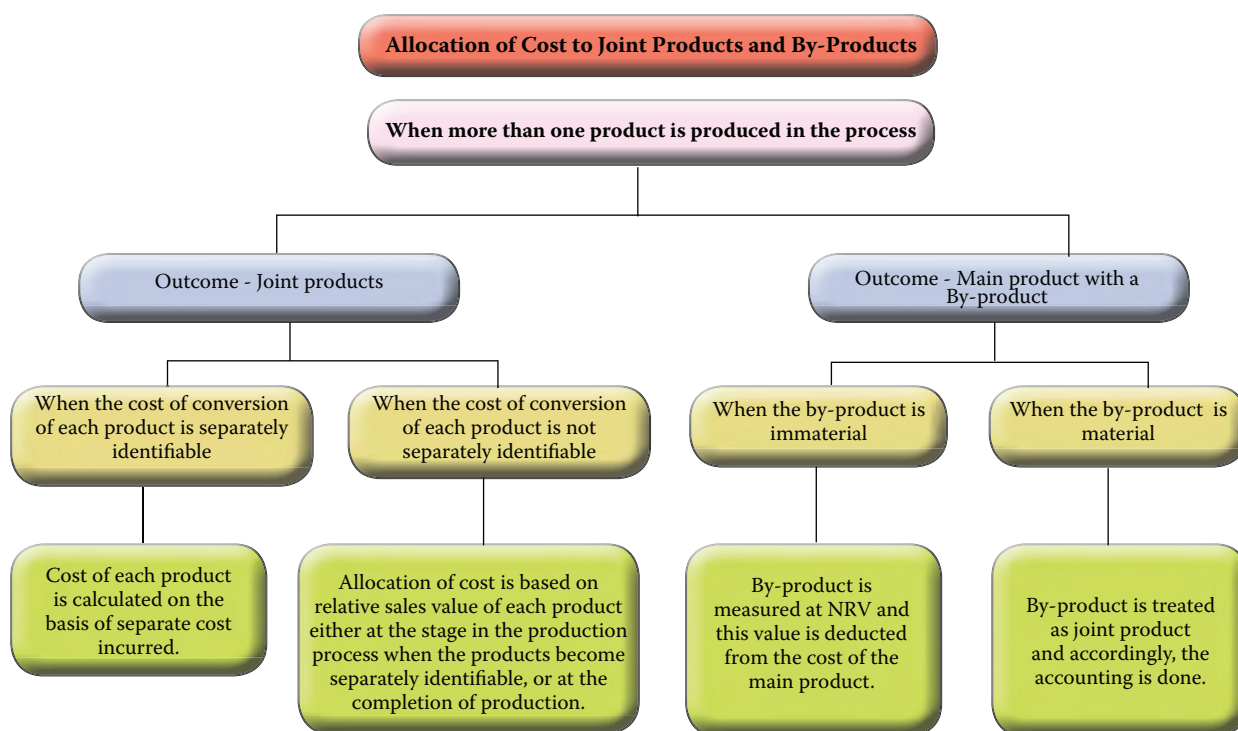 Allocation of Cost to Joint Products and By-Products
When more than one product is produced in the process
Outcome - Joint products
Outcome - Main product with a
By-product
When the cost of conversion
of each product is separately
identifiable
When the cost of conversion
of each product is not
separately identifiable
When the by-product is
immaterial
When the by-product is
material
Cost of each product
is calculated on the
basis of separate cost
incurred.
Allocation of cost is based on
relative sales value of each product
either at the stage in the production
process when the products become
separately identifiable, or at the
completion of production.
By-product is
measured at NRV and
this value is deducted
from the cost of the
main product.
By-product is treated
as joint product
and accordingly, the
accounting is done.